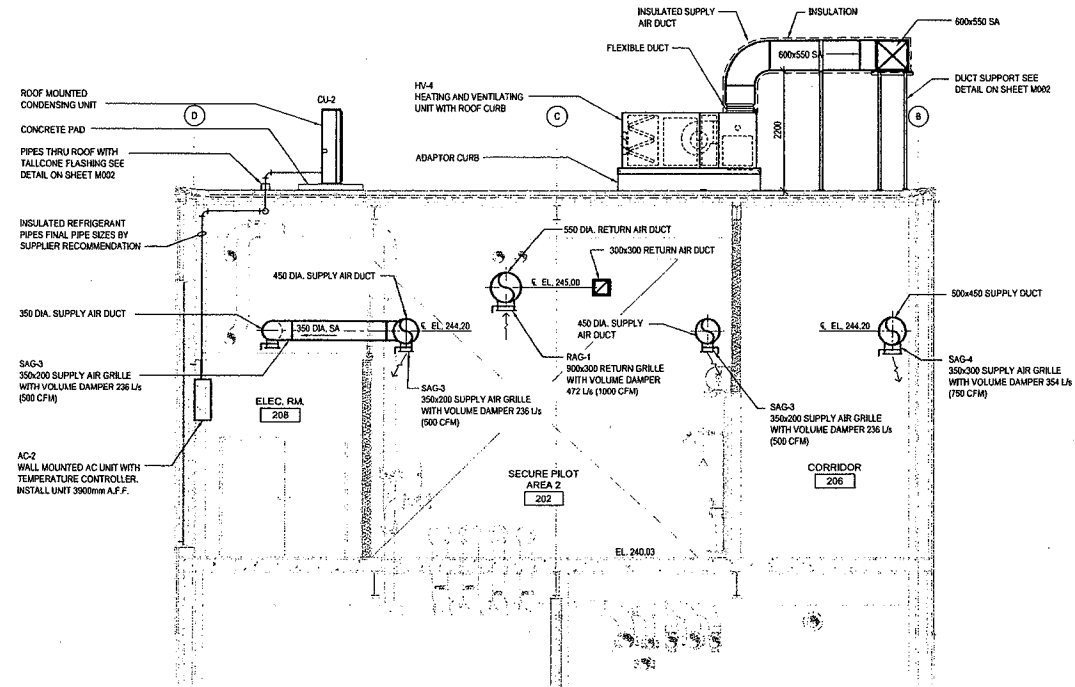 INSULATED SUPPLY
AIR DUCT
INSULATION
600x550 SA
FLEXIBLE DUCT
600x550 SA
ROOF MOUNTED
CONDENSING UNIT
CU-2
HV-4
HEATING AND VENTILATING
UNIT WITH ROOF CURB
DUCT SUPPORT SEE
DETAIL ON SHEET M002
D
C
B
CONCRETE PAD
2200
PIPES THRU ROOF WITH
TALLCONE FLASHING SEE
DETAIL ON SHEET M002
ADAPTOR CURB
INSULATED REFRIGERANT
PIPES FINAL PIPE SIZES BY
SUPPLIER RECOMMENDATION
550 DIA. RETURN AIR DUCT
300x300 RETURN AIR DUCT
450 DIA. SUPPLY AIR DUCT
EL. 245.00
500x450 SUPPLY DUCT
350 DIA. SUPPLY AIR DUCT
350 DIA. SA
EL. 244.20
450 DIA. SUPPLY
AIR DUCT
EL. 244.20
SAG-3
350x200 SUPPLY AIR GRILLE
WITH VOLUME DAMPER 236 L/s
(500 CFM)
RAG-1
900x300 RETURN GRILLE
WITH VOLUME DAMPER
472 L/s (1000 CFM)
SAG-4
350x300 SUPPLY AIR GRILLE
WITH VOLUME DAMPER 354 L/s
(750 CFM)
SAG-3
350x200 SUPPLY AIR GRILLE
WITH VOLUME DAMPER 236 L/s
(500 CFM)
SAG-3
350x200 SUPPLY AIR GRILLE
WITH VOLUME DAMPER 236 L/s
(500 CFM)
ELEC. RM.
208
AC-2
WALL MOUNTED AC UNIT WITH
TEMPERATURE CONTROLLER.
INSTALL UNIT 3900mm A.F.F.
SECURE PILOT
AREA 2
202
CORRIDOR
206
EL. 240.03